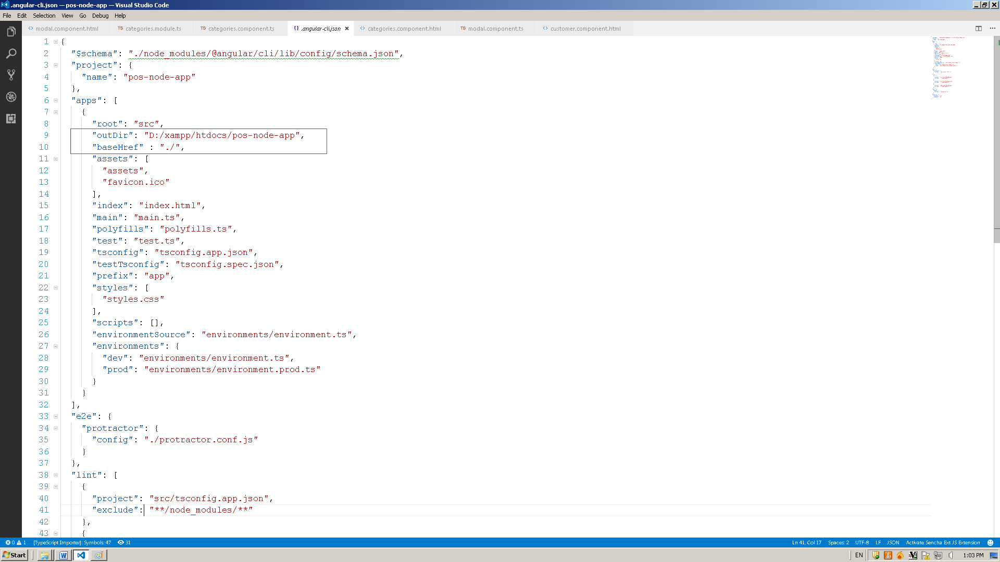 .angular-cli.json — pos-node-app — Visual Studio Code
File Edit Selection View Go Debug Help
modal.component.html TS categories.module.ts TS categories.component.ts {} .angular-cli.json categories.component.html TS modal.component.ts customer.component.html
1 {
2 "$schema": "./node_modules/@angular/cli/lib/config/schema.json",
3 "project": {
4 "name": "pos-node-app"
5 },
6 "apps": [
7 {
8 "root": "src",
9 "outDir": "D:/xampp/htdocs/pos-node-app",
10 "baseHref" : "./",
11 "assets": [
12 "assets",
13 "favicon.ico"
14 ],
15 "index": "index.html",
16 "main": "main.ts",
17 "polyfills": "polyfills.ts",
18 "test": "test.ts",
19 "tsconfig": "tsconfig.app.json",
20 "testTsconfig": "tsconfig.spec.json",
21 "prefix": "app",
22 "styles": [
23 "styles.css"
24 ],
25 "scripts": [],
26 "environmentSource": "environments/environment.ts",
27 "environments": {
28 "dev": "environments/environment.ts",
29 "prod": "environments/environment.prod.ts"
30 }
31 }
32 ],
33 "e2e": {
34 "protractor": {
35 "config": "./protractor.conf.js"
36 }
37 },
38 "lint": [
39 {
40 "project": "src/tsconfig.app.json",
41 "exclude": "**/node_modules/**"
42 },
43 {
0 1 [TypeScript Importer]: Symbols: 47 31 Ln 41, Col 17 Spaces: 2 UTF-8 LF JSON Activate Sencha Ext JS Extension
Start EN 1:03 PM